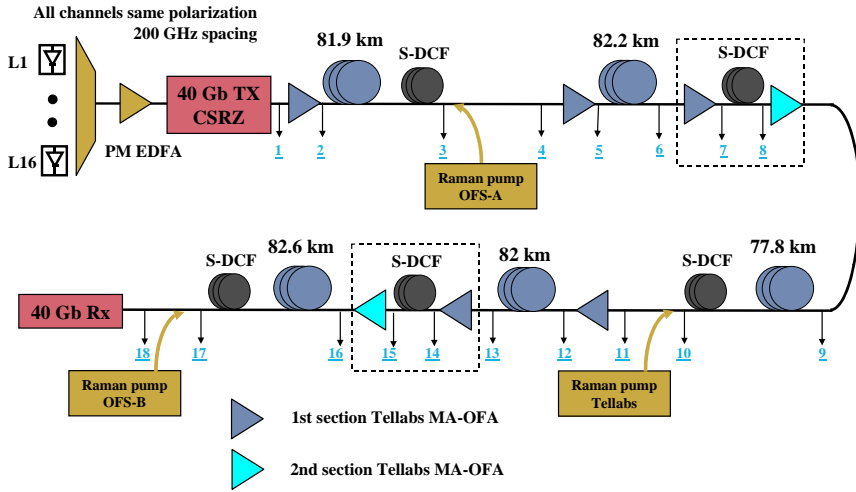 All channels same polarization
200 GHz spacing
L1
L16
PM EDFA
40 Gb TX
CSRZ
81.9 km
S-DCF
82.2 km
S-DCF
1
2
3
4
5
6
7
8
Raman pump
OFS-A
82.6 km
S-DCF
S-DCF
82 km
S-DCF
77.8 km
40 Gb Rx
18
17
16
15
14
13
12
11
10
9
Raman pump
OFS-B
Raman pump
Tellabs
1st section Tellabs MA-OFA
2nd section Tellabs MA-OFA